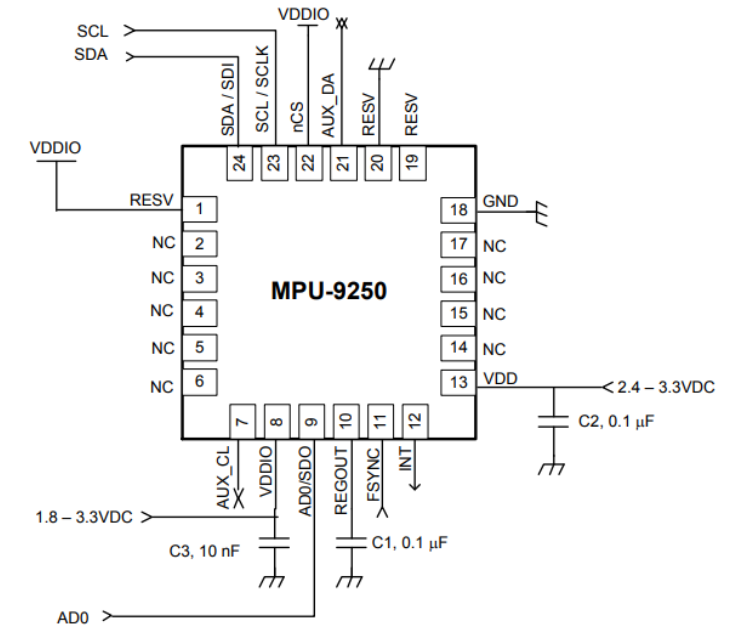 SCL
SDA
VDDIO
VDDIO
SDA / SDI
SCL / SCLK
nCS
AUX_DA
RESV
RESV
24
23
22
21
20
19
RESV
1
18
GND
NC
2
17
NC
NC
3
16
NC
MPU-9250
NC
4
15
NC
NC
5
14
NC
NC
6
13
VDD
2.4 – 3.3VDC
7
8
9
10
11
12
C2, 0.1 μF
AUX_CL
VDDIO
AD0/SDO
REGOUT
FSYNC
INT
1.8 – 3.3VDC
C3, 10 nF
C1, 0.1 μF
AD0